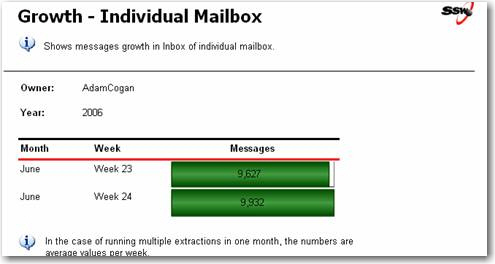 Growth - Individual Mailbox
SSW
Shows messages growth in Inbox of individual mailbox.
Owner: AdamCogan
Year: 2006
Month Week Messages
June Week 23 9,627
June Week 24 9,932
In the case of running multiple extractions in one month, the numbers are
average values per week.